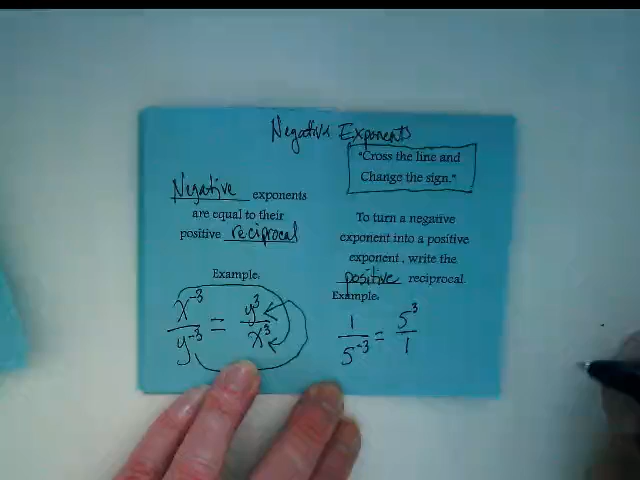 Negative Exponents
"Cross the line and
Change the sign."
Negative exponents
are equal to their
positive reciprocal
Example.
x⁻³/y⁻³ = y³/x³
To turn a negative
exponent into a positive
exponent, write the
positive reciprocal.
Example.
1/5⁻³ = 5³/1